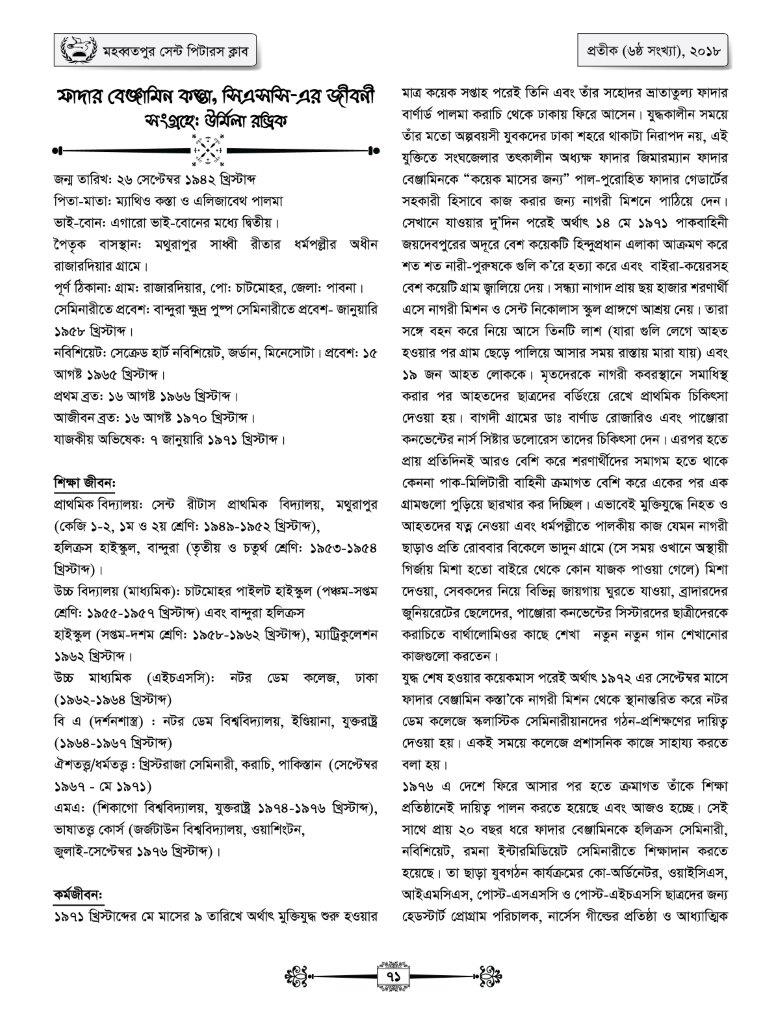 মহব্বতপুর সেন্ট পিটারস ক্লাব
প্রতীক (৬ষ্ঠ সংখ্যা), ২০১৮
ফাদার বেঞ্জামিন কস্তা, সিএসসি-এর জীবনী
সংগ্রহে: উর্মিলা রড্রিক
জন্ম তারিখ: ২৬ সেপ্টেম্বর ১৯৪২ খ্রিস্টাব্দ
পিতা-মাতা: ম্যাথিও কস্তা ও এলিজাবেথ পালমা
ভাই-বোন: এগারো ভাই-বোনের মধ্যে দ্বিতীয়।
পৈতৃক বাসস্থান: মথুরাপুর সাধ্বী রীতার ধর্মপল্লীর অধীন
রাজারদিয়ার গ্রামে।
পূর্ণ ঠিকানা: গ্রাম: রাজারদিয়ার, পো: চাটমোহর, জেলা: পাবনা।
সেমিনারীতে প্রবেশ: বান্দুরা ক্ষুদ্র পুষ্প সেমিনারীতে প্রবেশ- জানুয়ারি
১৯৫৮ খ্রিস্টাব্দ।
নবিশিয়েট: সেক্রেড হার্ট নবিশিয়েট, জর্ডান, মিনেসোটা। প্রবেশ: ১৫
আগষ্ট ১৯৬৫ খ্রিস্টাব্দ।
প্রথম ব্রত: ১৬ আগষ্ট ১৯৬৬ খ্রিস্টাব্দ।
আজীবন ব্রত: ১৬ আগষ্ট ১৯৭০ খ্রিস্টাব্দ।
যাজকীয় অভিষেক: ৭ জানুয়ারি ১৯৭১ খ্রিস্টাব্দ।
শিক্ষা জীবন:
প্রাথমিক বিদ্যালয়: সেন্ট রীটাস প্রাথমিক বিদ্যালয়, মথুরাপুর
(কেজি ১-২, ১ম ও ২য় শ্রেণি: ১৯৪৯-১৯৫২ খ্রিস্টাব্দ),
হলিক্রস হাইস্কুল, বান্দুরা (তৃতীয় ও চতুর্থ শ্রেণি: ১৯৫৩-১৯৫৪
খ্রিস্টাব্দ)।
উচ্চ বিদ্যালয় (মাধ্যমিক): চাটমোহর পাইলট হাইস্কুল (পঞ্চম-সপ্তম
শ্রেণি: ১৯৫৫-১৯৫৭ খ্রিস্টাব্দ) এবং বান্দুরা হলিক্রস
হাইস্কুল (সপ্তম-দশম শ্রেণি: ১৯৫৮-১৯৬২ খ্রিস্টাব্দ), ম্যাট্রিকুলেশন
১৯৬২ খ্রিস্টাব্দ।
উচ্চ মাধ্যমিক (এইচএসসি): নটর ডেম কলেজ, ঢাকা
(১৯৬২-১৯৬৪ খ্রিস্টাব্দ)
বি এ (দর্শনশাস্ত্র) : নটর ডেম বিশ্ববিদ্যালয়, ইণ্ডিয়ানা, যুক্তরাষ্ট্র
(১৯৬৪-১৯৬৭ খ্রিস্টাব্দ)
ঐশতত্ত্ব/ধর্মতত্ত্ব : খ্রিস্টরাজা সেমিনারী, করাচি, পাকিস্তান (সেপ্টেম্বর
১৯৬৭ - মে ১৯৭১)
এমএ: (শিকাগো বিশ্ববিদ্যালয়, যুক্তরাষ্ট্র ১৯৭৪-১৯৭৬ খ্রিস্টাব্দ),
ভাষাতত্ত্ব কোর্স (জর্জটাউন বিশ্ববিদ্যালয়, ওয়াশিংটন,
জুলাই-সেপ্টেম্বর ১৯৭৬ খ্রিস্টাব্দ)।
কর্মজীবন:
১৯৭১ খ্রিস্টাব্দের মে মাসের ৯ তারিখে অর্থাৎ মুক্তিযুদ্ধ শুরু হওয়ার
মাত্র কয়েক সপ্তাহ পরেই তিনি এবং তাঁর সহোদর ভ্রাতাতুল্য ফাদার
বার্ণার্ড পালমা করাচি থেকে ঢাকায় ফিরে আসেন। যুদ্ধকালীন সময়ে
তাঁর মতো অল্পবয়সী যুবকদের ঢাকা শহরে থাকাটা নিরাপদ নয়, এই
যুক্তিতে সংঘজেলার তৎকালীন অধ্যক্ষ ফাদার জিমারম্যান ফাদার
বেঞ্জামিনকে “কয়েক মাসের জন্য” পাল-পুরোহিত ফাদার গেডার্টের
সহকারী হিসাবে কাজ করার জন্য নাগরী মিশনে পাঠিয়ে দেন।
সেখানে যাওয়ার দু'দিন পরেই অর্থাৎ ১৪ মে ১৯৭১ পাকবাহিনী
জয়দেবপুরের অদূরে বেশ কয়েকটি হিন্দুপ্রধান এলাকা আক্রমণ করে
শত শত নারী-পুরুষকে গুলি ক'রে হত্যা করে এবং বাইরা-কয়েরসহ
বেশ কয়েটি গ্রাম জ্বালিয়ে দেয়। সন্ধ্যা নাগাদ প্রায় ছয় হাজার শরণার্থী
এসে নাগরী মিশন ও সেন্ট নিকোলাস স্কুল প্রাঙ্গণে আশ্রয় নেয়। তারা
সঙ্গে বহন করে নিয়ে আসে তিনটি লাশ (যারা গুলি লেগে আহত
হওয়ার পর গ্রাম ছেড়ে পালিয়ে আসার সময় রাস্তায় মারা যায়) এবং
১৯ জন আহত লোককে। মৃতদেরকে নাগরী কবরস্থানে সমাধিস্থ
করার পর আহতদের ছাত্রদের বর্ডিংয়ে রেখে প্রাথমিক চিকিৎসা
দেওয়া হয়। বাগদী গ্রামের ডাঃ বার্ণাড রোজারিও এবং পাঞ্জোরা
কনভেন্টের নার্স সিষ্টার ডলোরেস তাদের চিকিৎসা দেন। এরপর হতে
প্রায় প্রতিদিনই আরও বেশি করে শরণার্থীদের সমাগম হতে থাকে
কেননা পাক-মিলিটারী বাহিনী ক্রমাগত বেশি করে একের পর এক
গ্রামগুলো পুড়িয়ে ছারখার কর দিচ্ছিল। এভাবেই মুক্তিযুদ্ধে নিহত ও
আহতদের যত্ন নেওয়া এবং ধর্মপল্লীতে পালকীয় কাজ যেমন নাগরী
ছাড়াও প্রতি রোববার বিকেলে ভাদুন গ্রামে (সে সময় ওখানে অস্থায়ী
গির্জায় মিশা হতো বাইরে থেকে কোন যাজক পাওয়া গেলে) মিশা
দেওয়া, সেবকদের নিয়ে বিভিন্ন জায়গায় ঘুরতে যাওয়া, ব্রাদারদের
জুনিয়রেটের ছেলেদের, পাঞ্জোরা কনভেন্টের সিস্টারদের ছাত্রীদেরকে
করাচিতে বার্থালোমিওর কাছে শেখা নতুন নতুন গান শেখানোর
কাজগুলো করতেন।
যুদ্ধ শেষ হওয়ার কয়েকমাস পরেই অর্থাৎ ১৯৭২ এর সেপ্টেম্বর মাসে
ফাদার বেঞ্জামিন কস্তা’কে নাগরী মিশন থেকে স্থানান্তরিত করে নটর
ডেম কলেজে স্কলাস্টিক সেমিনারীয়ানদের গঠন-প্রশিক্ষণের দায়িত্ব
দেওয়া হয়। একই সময়ে কলেজে প্রশাসনিক কাজে সাহায্য করতে
বলা হয়।
১৯৭৬ এ দেশে ফিরে আসার পর হতে ক্রমাগত তাঁকে শিক্ষা
প্রতিষ্ঠানেই দায়িত্ব পালন করতে হয়েছে এবং আজও হচ্ছে। সেই
সাথে প্রায় ২০ বছর ধরে ফাদার বেঞ্জামিনকে হলিক্রস সেমিনারী,
নবিশিয়েট, রমনা ইন্টারমিডিয়েট সেমিনারীতে শিক্ষাদান করতে
হয়েছে। তা ছাড়া যুবগঠন কার্যক্রমের কো-অর্ডিনেটর, ওয়াইসিএস,
আইএমসিএস, পোস্ট-এসএসসি ও পোস্ট-এইচএসসি ছাত্রদের জন্য
হেডস্টার্ট প্রোগ্রাম পরিচালক, নার্সেস গীল্ডের প্রতিষ্ঠা ও আধ্যাত্মিক
৭১